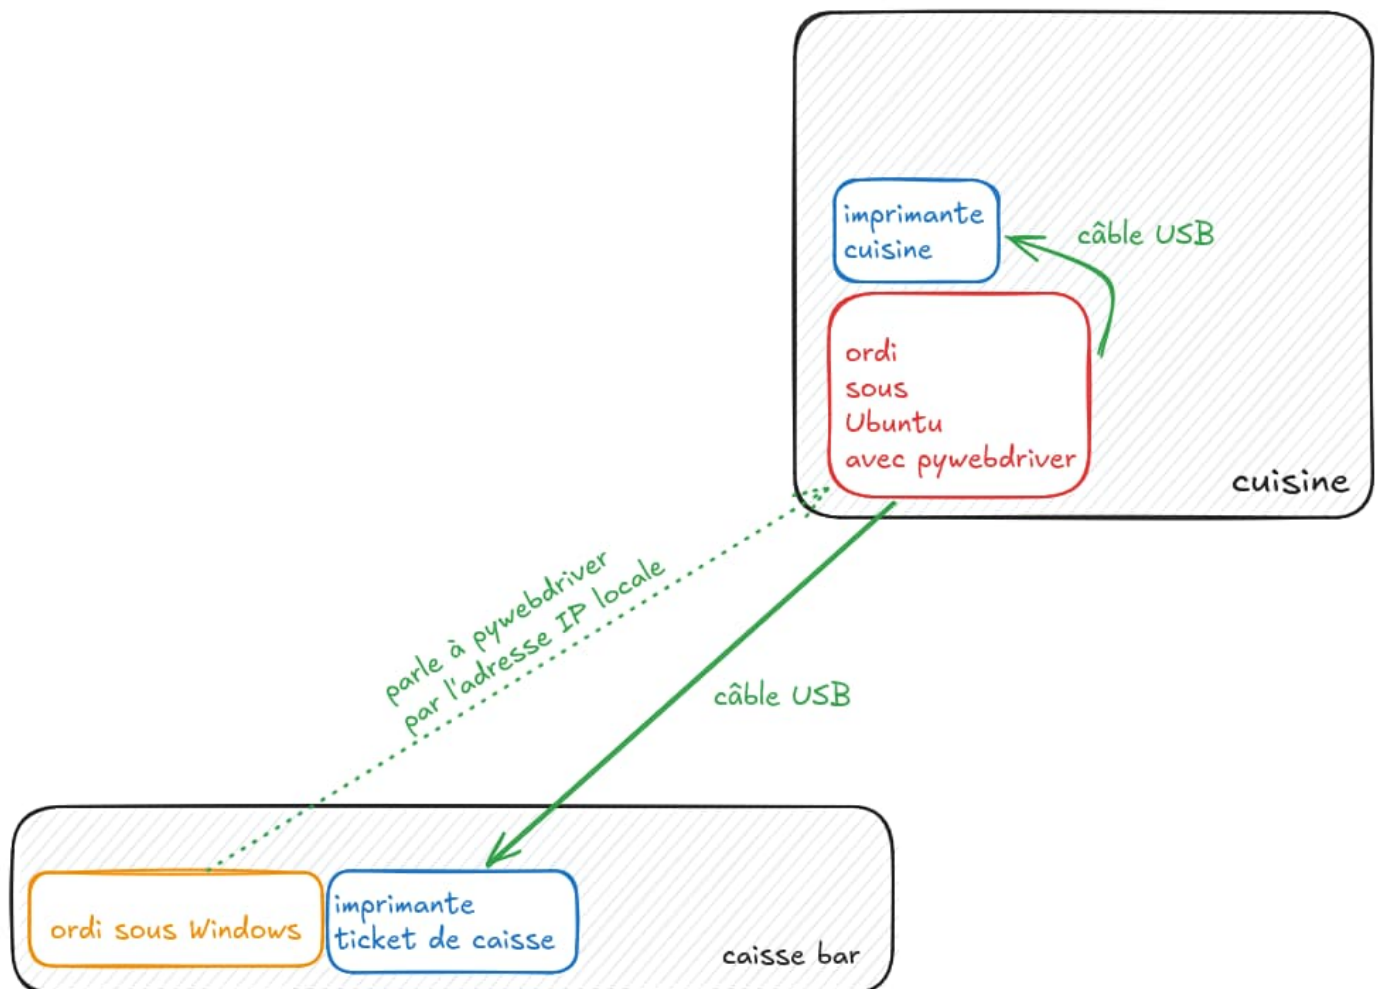 imprimante
cuisine
câble USB
ordi
sous
Ubuntu
avec pywebdriver
cuisine
parle à pywebdriver
par l'adresse IP locale
câble USB
ordi sous Windows
imprimante
ticket de caisse
caisse bar